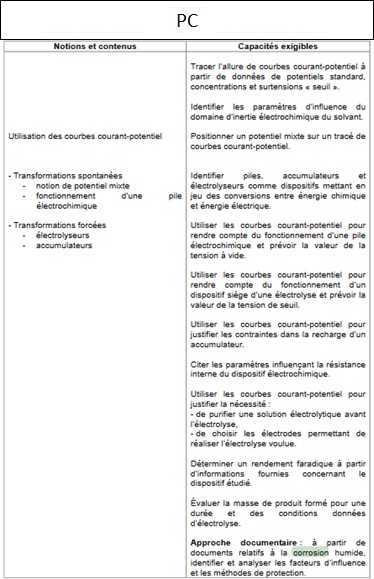 PC
Notions et contenus
Capacités exigibles
Tracer l'allure de courbes courant-potentiel à
partir de données de potentiels standard,
concentrations et surtensions « seuil ».
Identifier les paramètres d'influence du
domaine d'inertie électrochimique du solvant.
Utilisation des courbes courant-potentiel
Positionner un potentiel mixte sur un tracé de
courbes courant-potentiel.
- Transformations spontanées
- notion de potentiel mixte
- fonctionnement d'une pile
électrochimique
Identifier piles, accumulateurs et
électrolyseurs comme dispositifs mettant en
jeu des conversions entre énergie chimique
et énergie électrique.
- Transformations forcées
- électrolyseurs
- accumulateurs
Utiliser les courbes courant-potentiel pour
rendre compte du fonctionnement d'une pile
électrochimique et prévoir la valeur de la
tension à vide.
Utiliser les courbes courant-potentiel pour
rendre compte du fonctionnement d'un
dispositif siège d'une électrolyse et prévoir la
valeur de la tension de seuil.
Utiliser les courbes courant-potentiel pour
justifier les contraintes dans la recharge d'un
accumulateur.
Citer les paramètres influençant la résistance
interne du dispositif électrochimique.
Utiliser les courbes courant-potentiel pour
justifier la nécessité :
- de purifier une solution électrolytique avant
l'électrolyse,
- de choisir les électrodes permettant de
réaliser l'électrolyse voulue.
Déterminer un rendement faradique à partir
d'informations fournies concernant le
dispositif étudié.
Évaluer la masse de produit formé pour une
durée et des conditions données
d'électrolyse.
Approche documentaire : à partir de
documents relatifs à la corrosion humide,
identifier et analyser les facteurs d'influence
et les méthodes de protection.